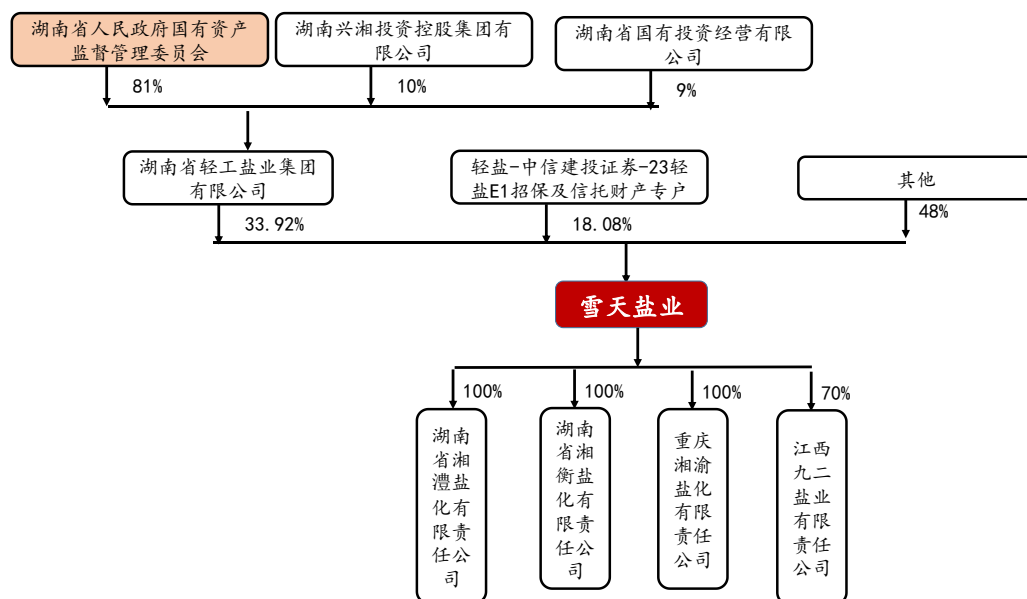 湖南省人民政府国有资产
监督管理委员会
湖南兴湘投资控股集团有
限公司
湖南省国有投资经营有限
公司
81%
10%
9%
湖南省轻工盐业集团
有限公司
轻盐-中信建投证券-23轻
盐E1招保及信托财产专户
其他
33.92%
18.08%
48%
雪天盐业
100%
100%
100%
70%
湖南
省湘
澧盐
化有
限责
任公
司
湖南
省湘
衡盐
化有
限责
任公
司
重庆
湘渝
盐化
有限
责任
公司
江西
九二
盐业
有限
责任
公司